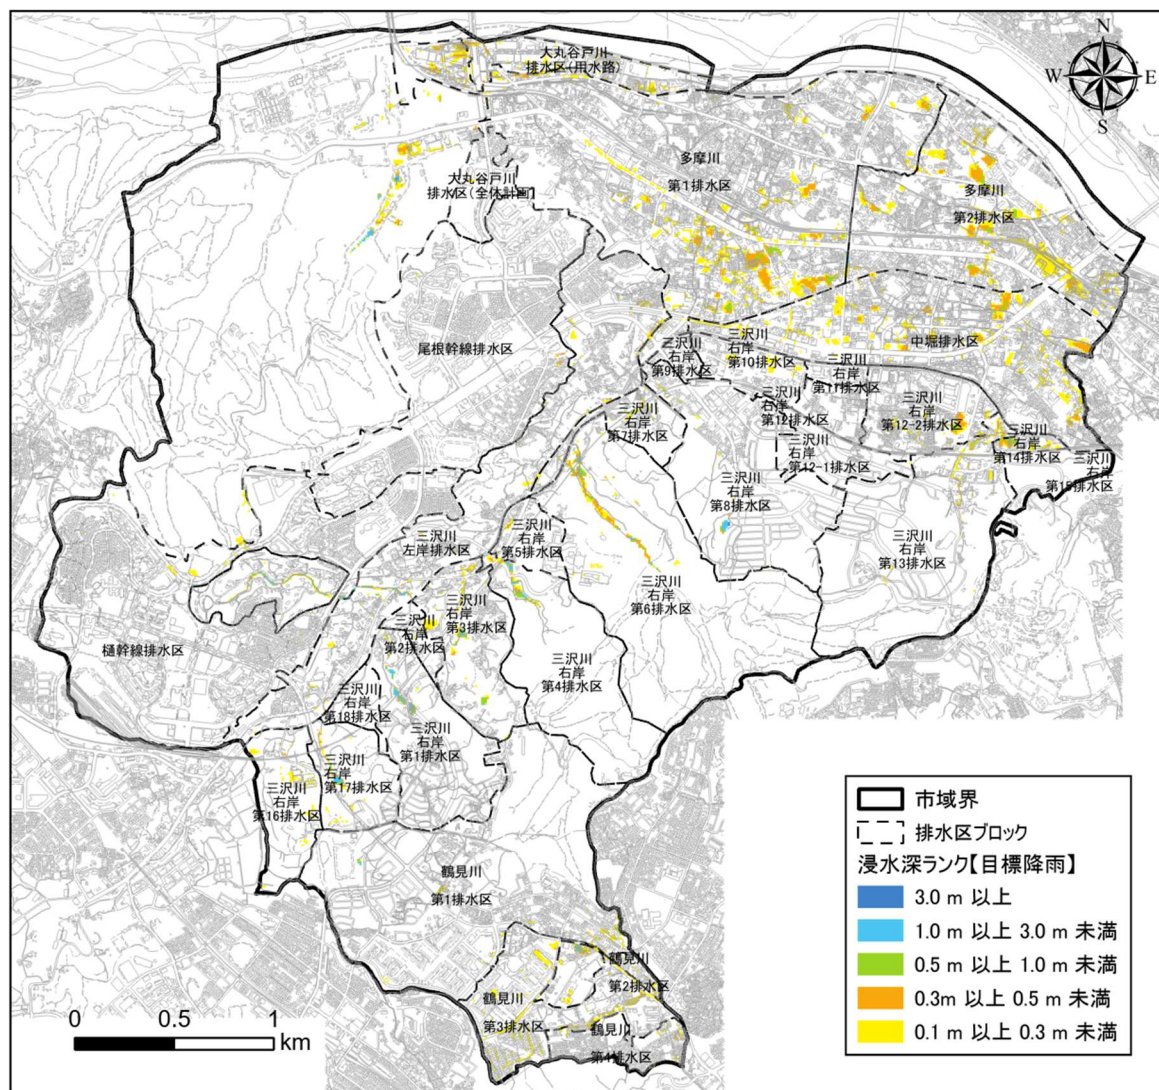 N
W
E
S
大丸谷戸川
排水区(用水路)
多摩川
第1排水区
大丸谷戸川
排水区(全体計画)
多摩川
第2排水区
尾根幹線排水区
中堀排水区
三沢川
右岸
第9排水区
三沢川
右岸
第10排水区
三沢川
右岸
第11排水区
三沢川
右岸
第12排水区
三沢川
右岸
第12-2排水区
三沢川
右岸
第7排水区
三沢川
右岸
第12-1排水区
三沢川
右岸
第14排水区
三沢川
右岸
第15排水区
三沢川
右岸
第8排水区
三沢川
左岸排水区
三沢川
右岸
第5排水区
三沢川
右岸
第13排水区
三沢川
右岸
第6排水区
三沢川
右岸
第3排水区
三沢川
右岸
第2排水区
樋幹線排水区
三沢川
右岸
第4排水区
三沢川
右岸
第18排水区
三沢川
右岸
第1排水区
三沢川
右岸
第17排水区
三沢川
右岸
第16排水区
鶴見川
第1排水区
鶴見川
第2排水区
鶴見川
第3排水区
鶴見川
第4排水区
0 0.5 1
km
市域界
排水区ブロック
浸水深ランク【目標降雨】
3.0 m 以上
1.0 m 以上 3.0 m 未満
0.5 m 以上 1.0 m 未満
0.3m 以上 0.5 m 未満
0.1 m 以上 0.3 m 未満